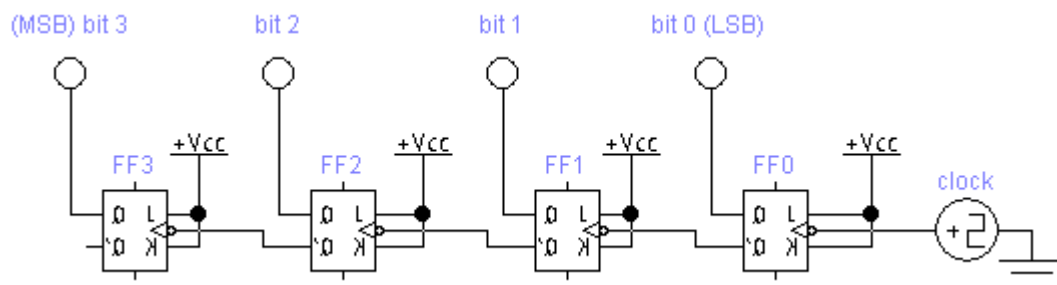 (MSB) bit 3 bit 2 bit 1 bit 0 (LSB)
+Vcc +Vcc +Vcc +Vcc
FF3 FF2 FF1 FF0 clock
Q J Q J Q J Q J
Q' K Q' K Q' K Q' K